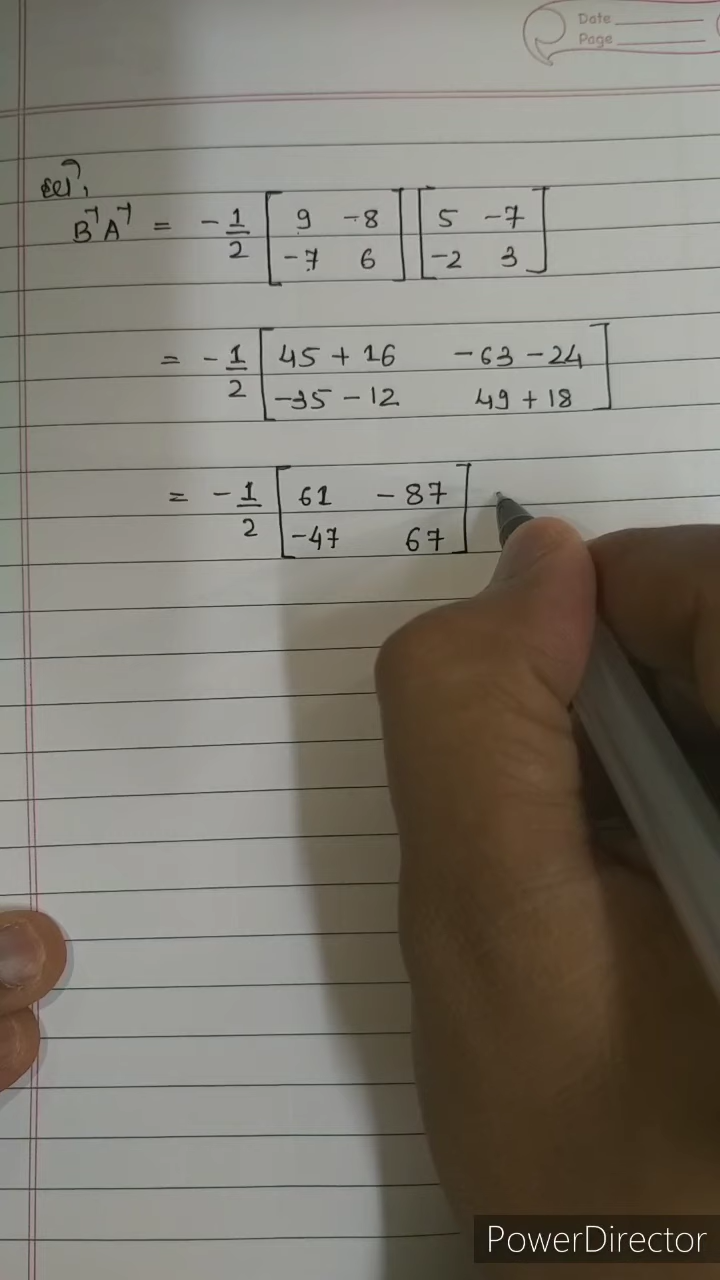 Date
Page
B⁻¹A⁻¹ = -1/2 [9 -8; -7 6] [5 -7; -2 3]
= -1/2 [45 + 16 -63 - 24; -35 - 12 49 + 18]
= -1/2 [61 -87; -47 67]
PowerDirector